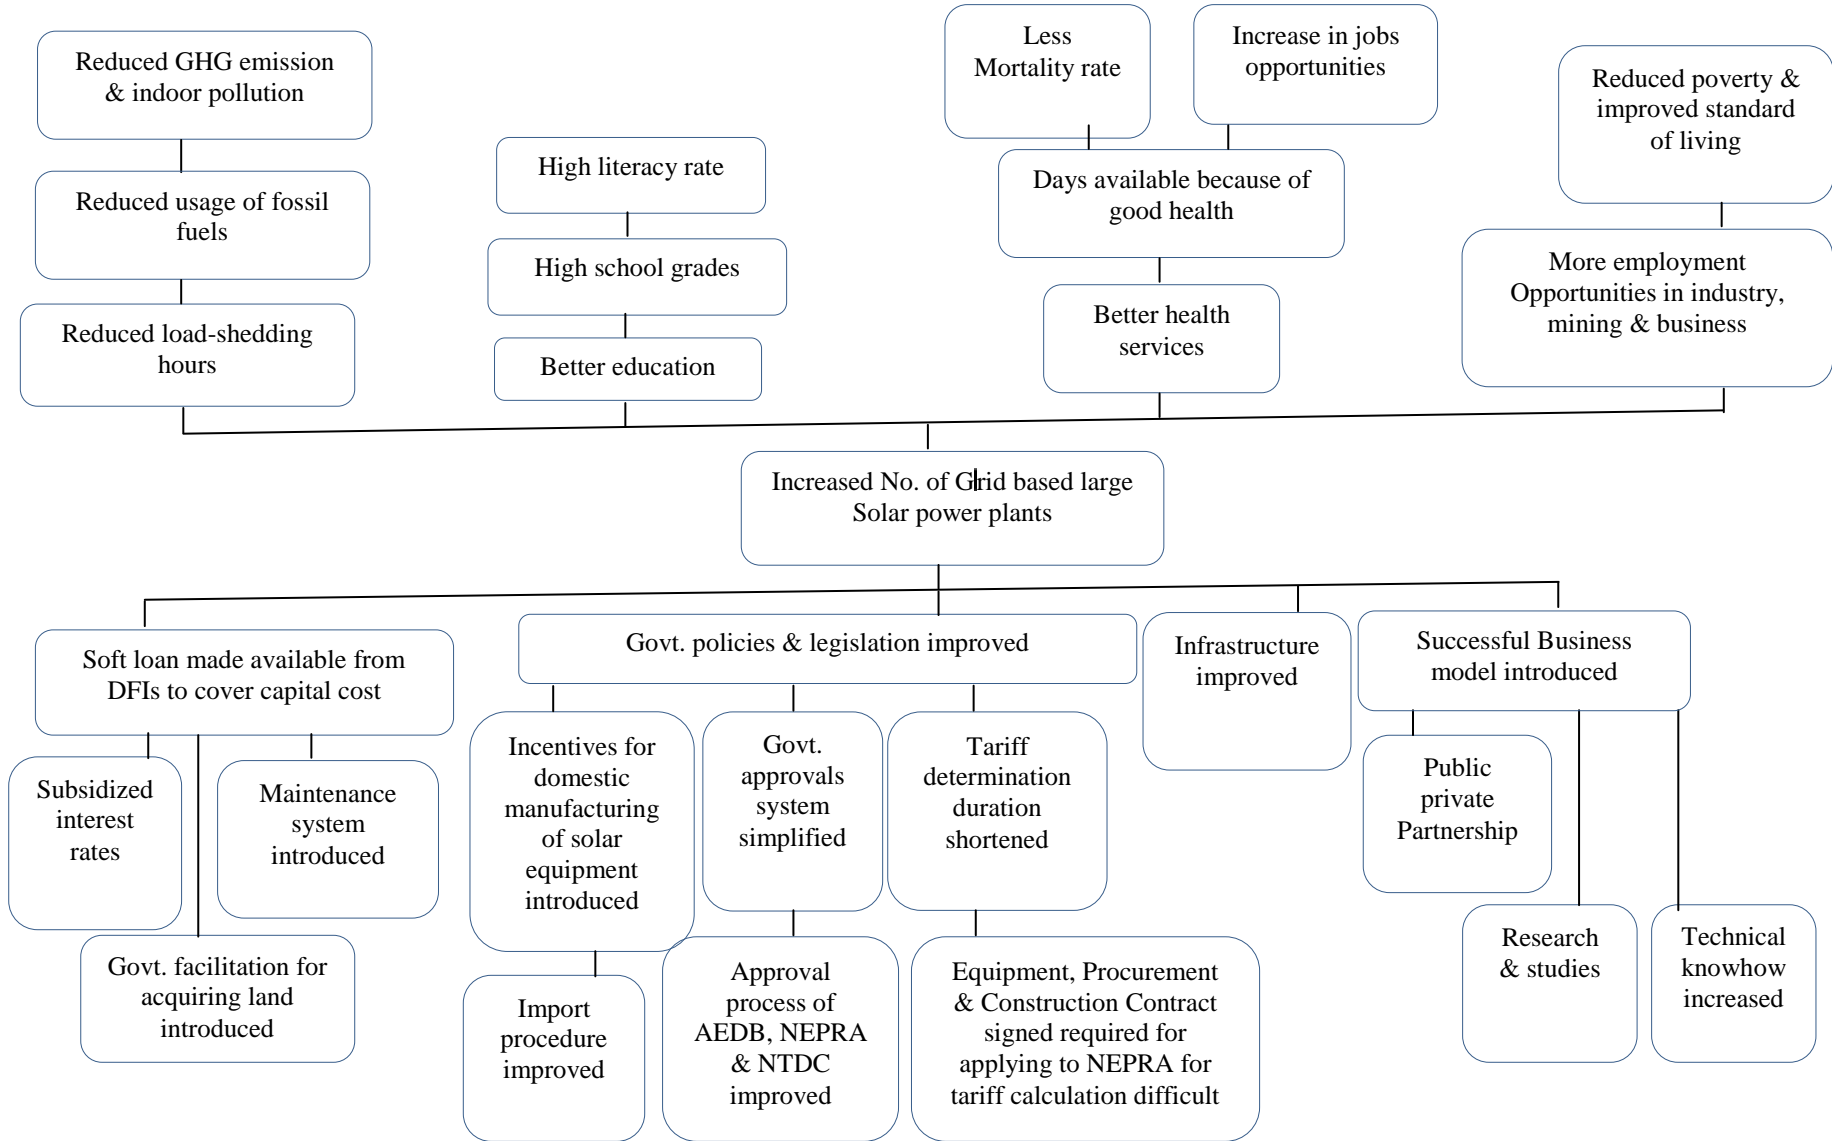 Reduced GHG emission
& indoor pollution
Less
Mortality rate
Increase in jobs
opportunities
Reduced poverty &
improved standard
of living
High literacy rate
Reduced usage of fossil
fuels
Days available because of
good health
High school grades
More employment
Opportunities in industry,
mining & business
Reduced load-shedding
hours
Better education
Better health
services
Increased No. of Grid based large
Solar power plants
Soft loan made available from
DFIs to cover capital cost
Govt. policies & legislation improved
Infrastructure
improved
Successful Business
model introduced
Subsidized
interest
rates
Maintenance
system
introduced
Incentives for
domestic
manufacturing
of solar
equipment
introduced
Govt.
approvals
system
simplified
Tariff
determination
duration
shortened
Public
private
Partnership
Govt. facilitation for
acquiring land
introduced
Import
procedure
improved
Approval
process of
AEDB, NEPRA
& NTDC
improved
Equipment, Procurement
& Construction Contract
signed required for
applying to NEPRA for
tariff calculation difficult
Research
& studies
Technical
knowhow
increased